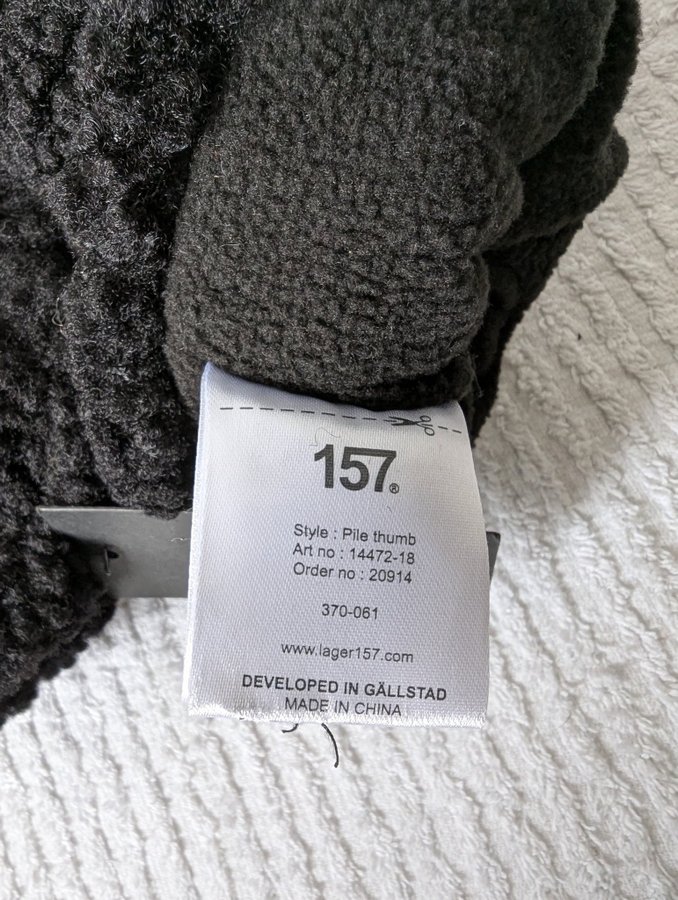 157®
Style : Pile thumb
Art no : 14472-18
Order no : 20914
370-061
www.lager157.com
DEVELOPED IN GÄLLSTAD
MADE IN CHINA